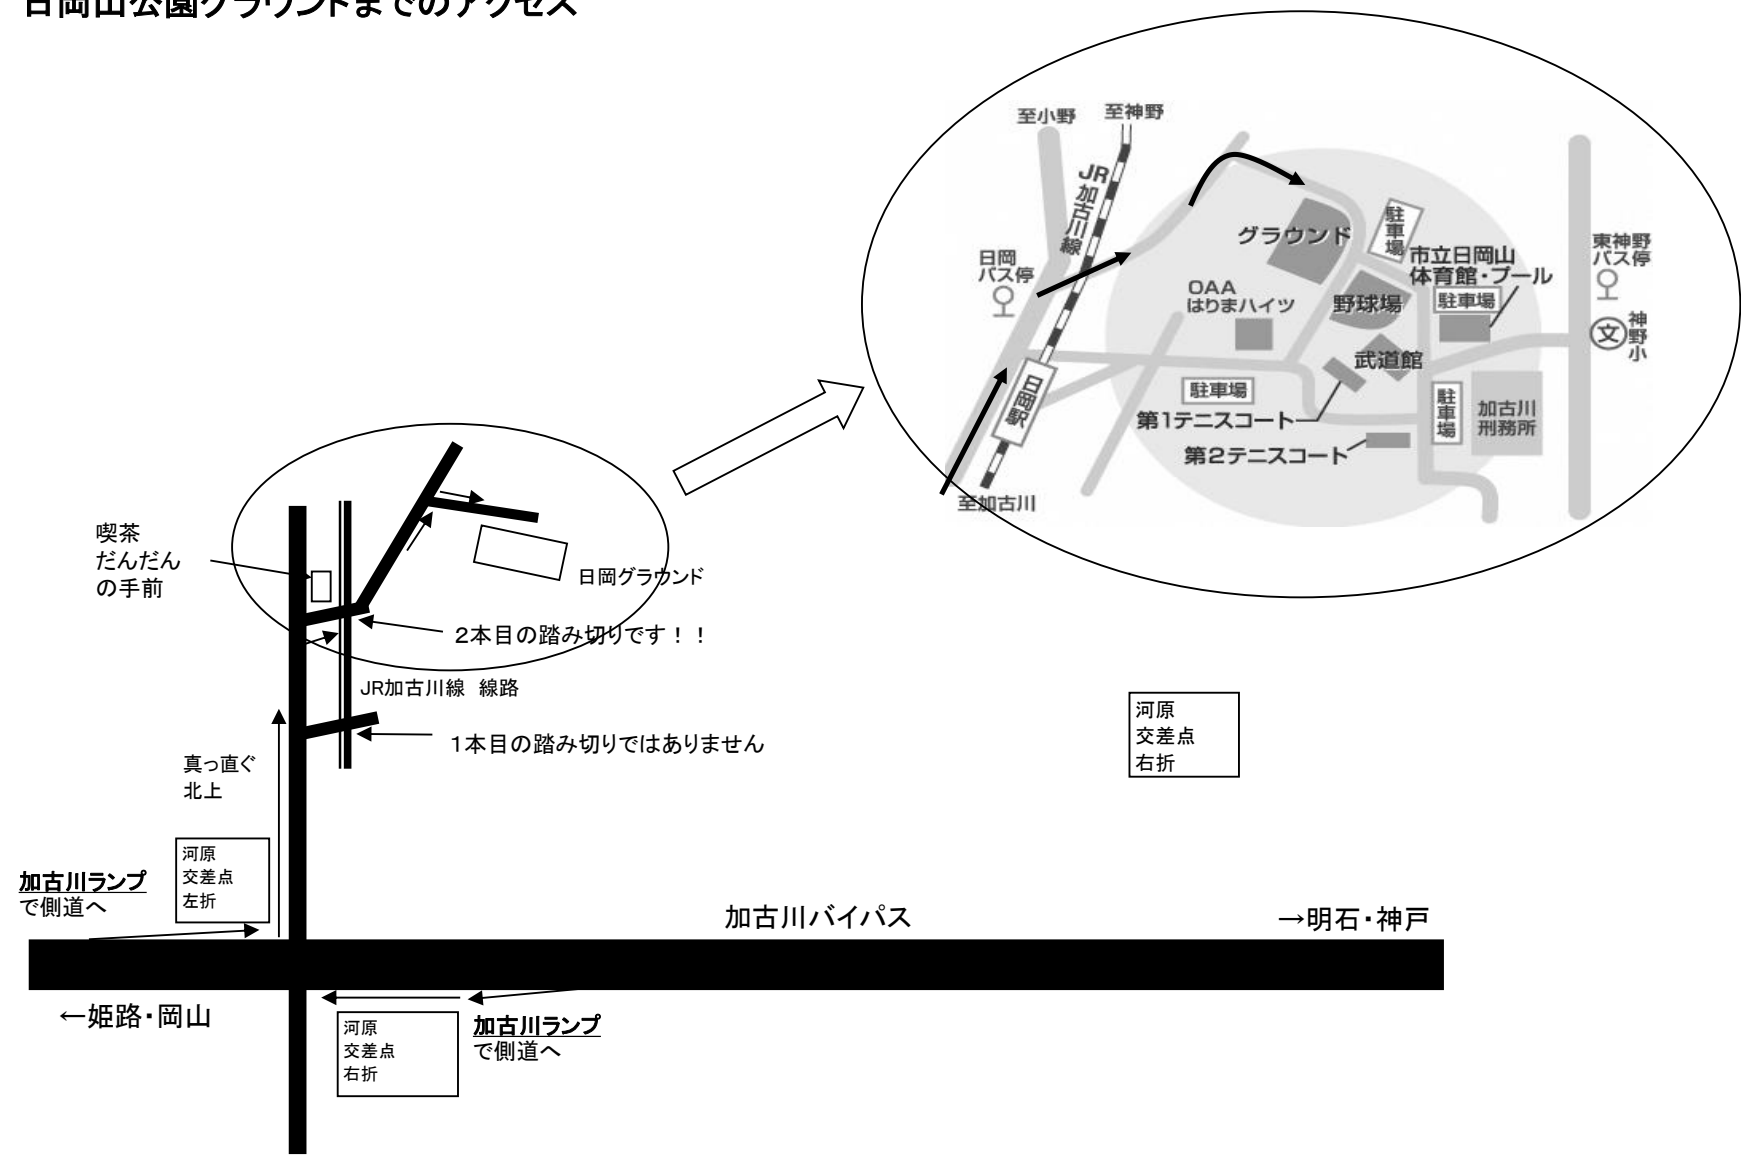 日岡山公園グラウンドまでのアクセス
至小野
至神野
JR加古川線
日岡
バス停
グラウンド
駐車場
市立日岡山
体育館・プール
駐車場
東神野
バス停
OAA
はりまハイツ
野球場
文
神野小
武道館
日岡駅
駐車場
第1テニスコート
第2テニスコート
駐車場
加古川
刑務所
至加古川
喫茶
だんだん
の手前
日岡グラウンド
2本目の踏み切りです！！
JR加古川線 線路
1本目の踏み切りではありません
真っ直ぐ
北上
河原
交差点
右折
河原
交差点
左折
加古川ランプ
で側道へ
加古川バイパス
→明石・神戸
←姫路・岡山
河原
交差点
右折
加古川ランプ
で側道へ